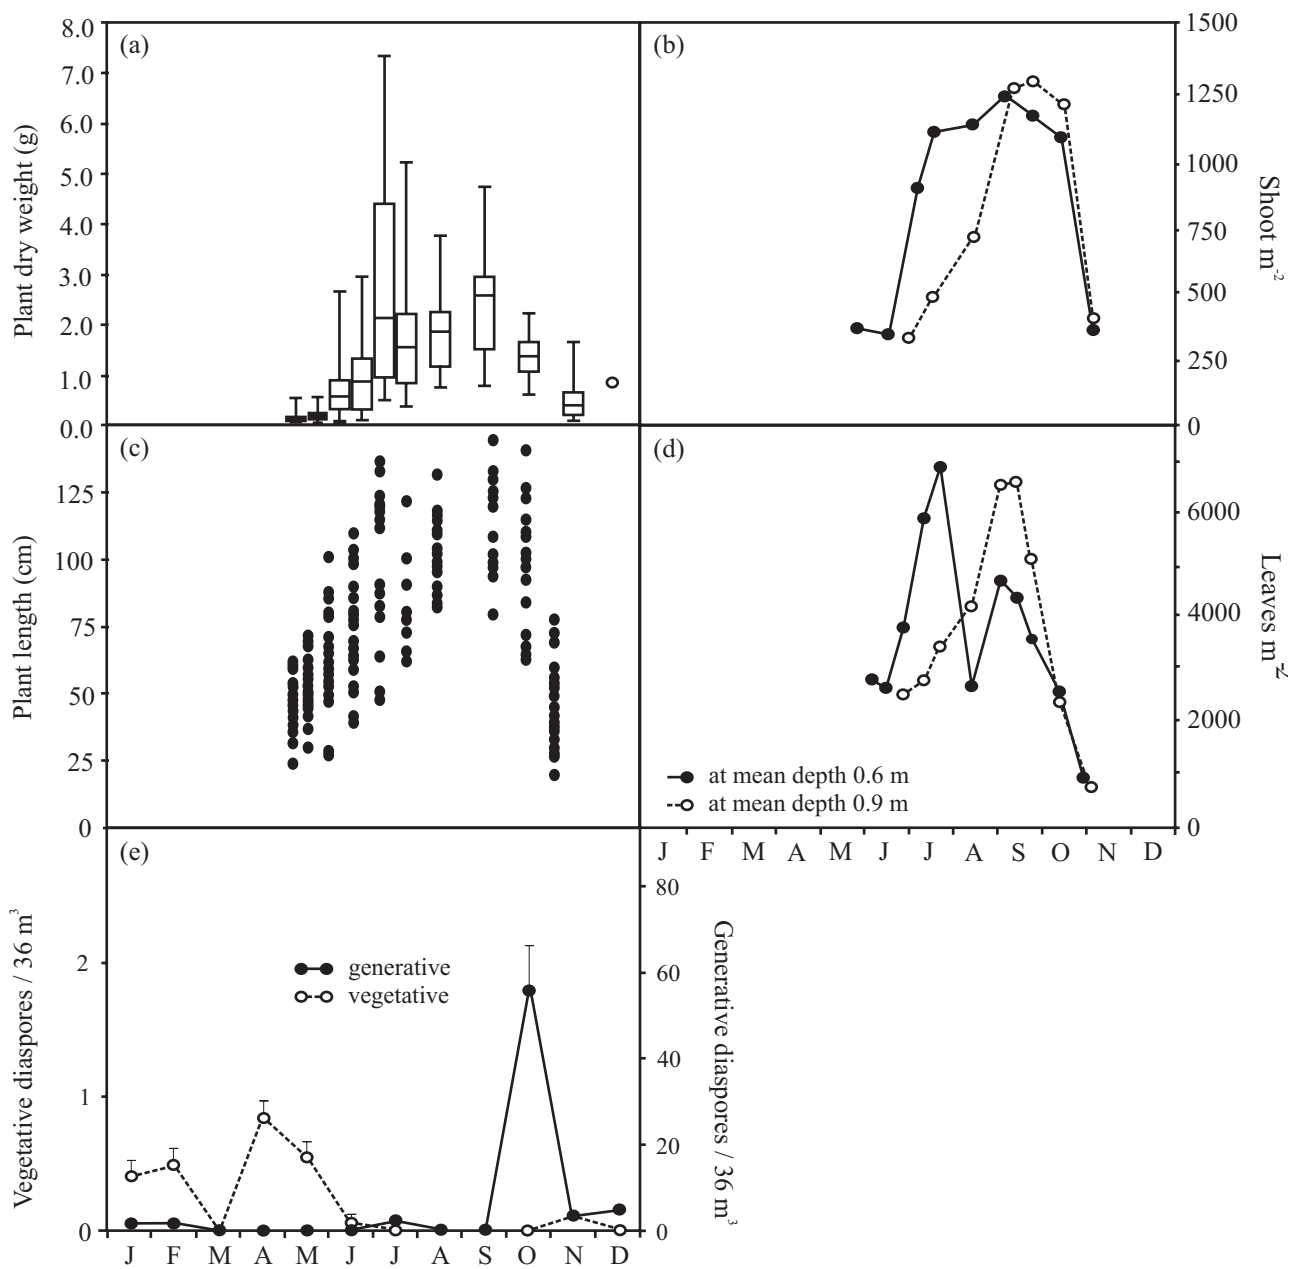 (a)
8.0
7.0
6.0
5.0
4.0
3.0
2.0
1.0
0.0
Plant dry weight (g)
(b)
1500
1250
1000
750
500
250
0
Shoot m⁻²
(c)
125
100
75
50
25
0
Plant length (cm)
(d)
6000
4000
2000
0
Leaves m⁻²
at mean depth 0.6 m
at mean depth 0.9 m
J F M A M J J A S O N D
(e)
2
1
0
Vegetative diaspores / 36 m³
generative
vegetative
80
60
40
20
0
Generative diaspores / 36 m³
J F M A M J J A S O N D